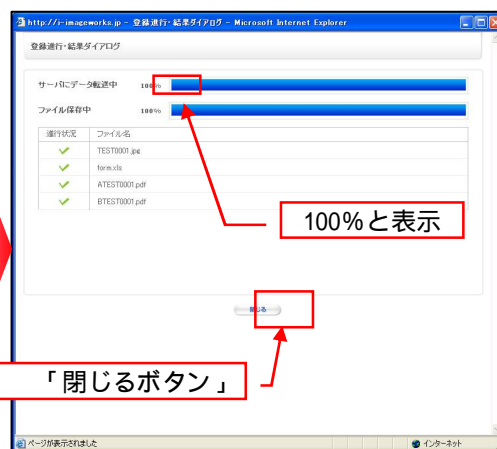 http://i-imageworks.jp - 登録進行・結果ダイアログ - Microsoft Internet Explorer
登録進行・結果ダイアログ
サーバにデータ転送中 100%
ファイル保存中 100%
進行状況 ファイル名
TEST0001.jpg
form.xls
ATEST0001.pdf
BTEST0001.pdf
100%と表示
閉じる
「閉じるボタン」
ページが表示されました インターネット